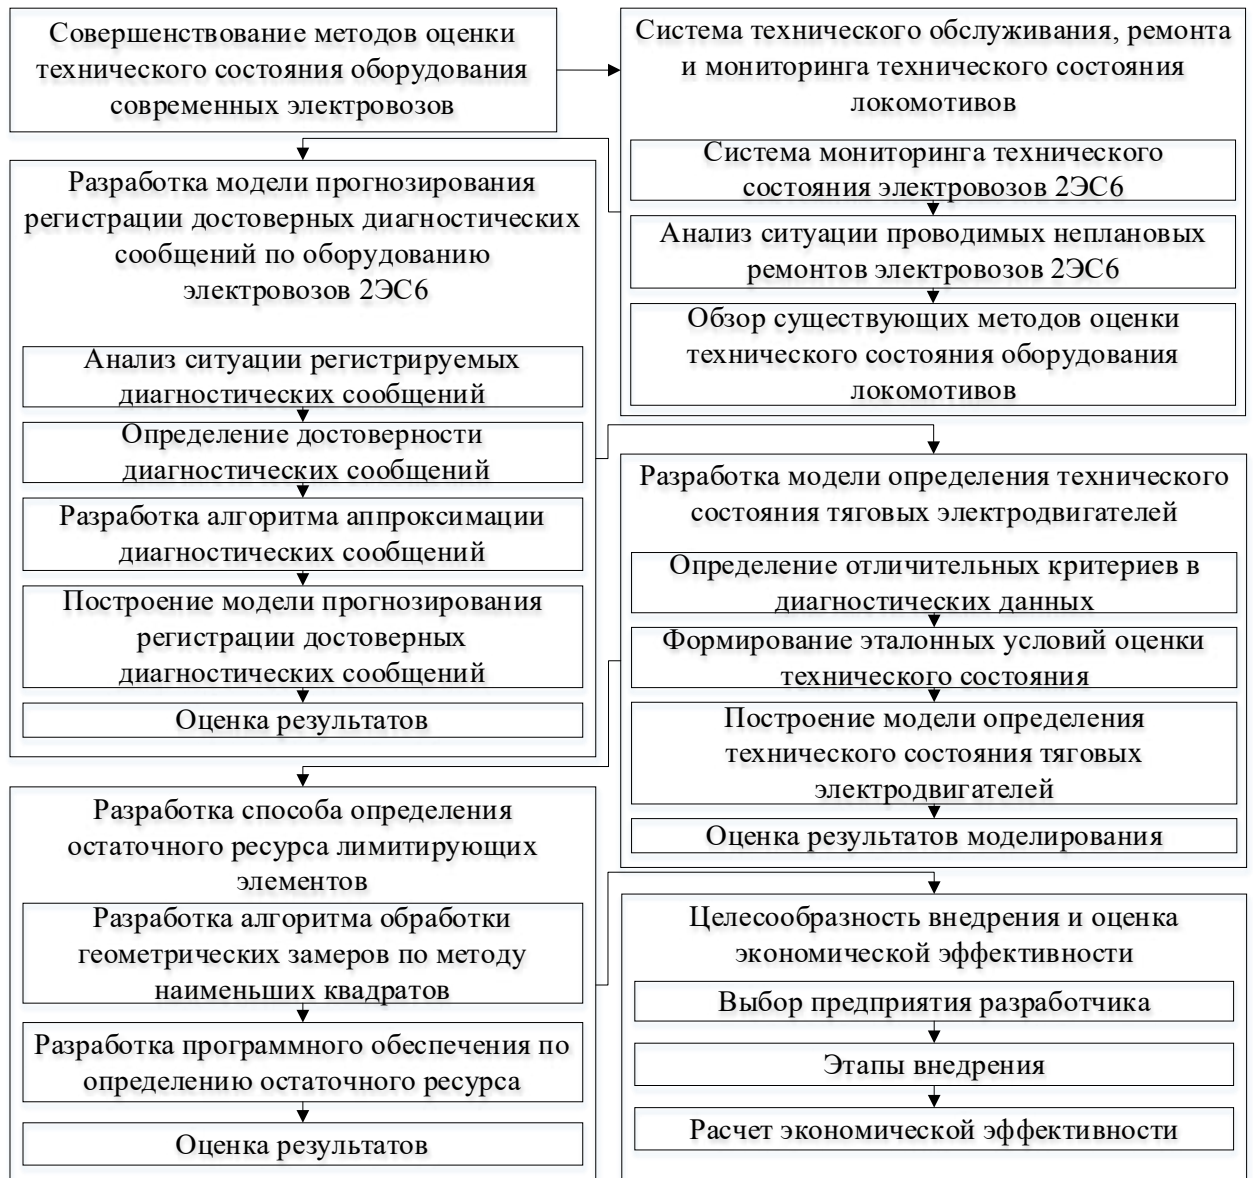 Совершенствование методов оценки
технического состояния оборудования
современных электровозов
Система технического обслуживания, ремонта
и мониторинга технического состояния
локомотивов
Система мониторинга технического
состояния электровозов 2ЭС6
Анализ ситуации проводимых неплановых
ремонтов электровозов 2ЭС6
Обзор существующих методов оценки
технического состояния оборудования
локомотивов
Разработка модели прогнозирования
регистрации достоверных диагностических
сообщений по оборудованию
электровозов 2ЭС6
Анализ ситуации регистрируемых
диагностических сообщений
Определение достоверности
диагностических сообщений
Разработка алгоритма аппроксимации
диагностических сообщений
Построение модели прогнозирования
регистрации достоверных
диагностических сообщений
Оценка результатов
Разработка модели определения технического
состояния тяговых электродвигателей
Определение отличительных критериев в
диагностических данных
Формирование эталонных условий оценки
технического состояния
Построение модели определения
технического состояния тяговых
электродвигателей
Оценка результатов моделирования
Разработка способа определения
остаточного ресурса лимитирующих
элементов
Разработка алгоритма обработки
геометрических замеров по методу
наименьших квадратов
Разработка программного обеспечения по
определению остаточного ресурса
Оценка результатов
Целесообразность внедрения и оценка
экономической эффективности
Выбор предприятия разработчика
Этапы внедрения
Расчет экономической эффективности